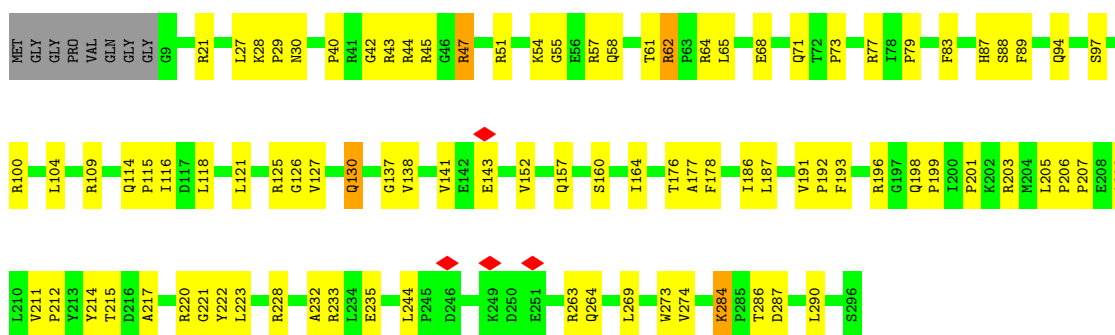 MET GLY GLY PRO VAL GLN GLY GLY G9 R21 L27 K28 P29 N30 P40 R41 G42 R43 R44 R45 G46 R47 R51 K54 G55 E56 R57 Q58 T61 R62 P63 R64 L65 E68 Q71 T72 P73 R77 I78 P79 F83 H87 S88 F89 Q94 S97
R100 L104 R109 Q114 P115 I116 D117 L118 L121 R125 G126 V127 Q130 G137 V138 V141 E142 E143 V152 Q157 S160 I164 T176 A177 F178 I186 L187 V191 P192 F193 R196 G197 Q198 P199 I200 P201 K202 R203 M204 L205 P206 P207 E208
L210 V211 P212 Y213 Y214 T215 D216 A217 R220 G221 Y222 L223 R228 A232 R233 L234 E235 L244 P245 D246 K249 D250 E251 R263 Q264 L269 W273 V274 K284 P285 T286 D287 L290 S296